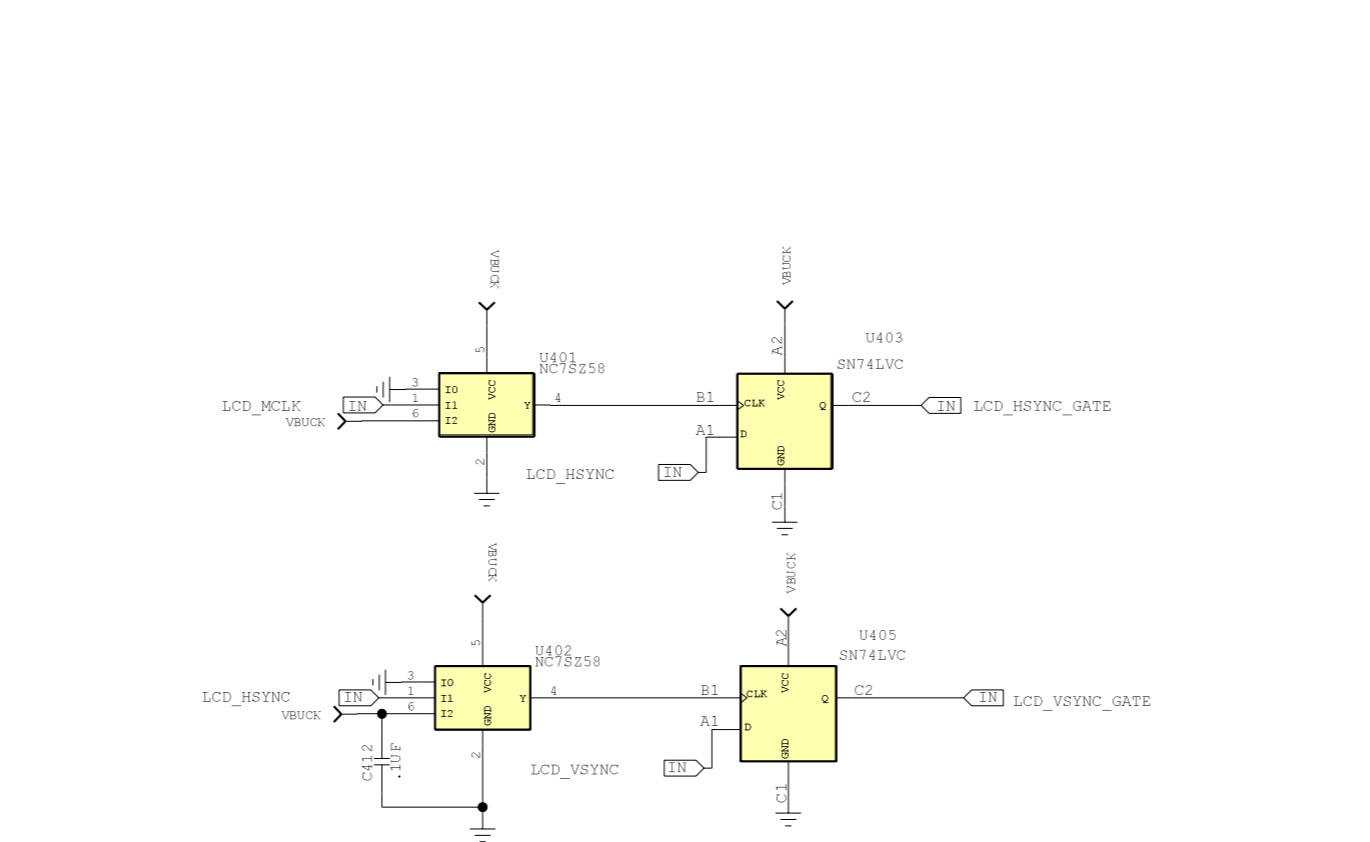 VBUCK
VBUCK
5
A2
U403
SN74LVC
U401
NC7SZ58
3
I0
VCC
LCD_MCLK
IN
1
I1
Y
4
VBUCK
6
I2
GND
2
B1
CLK
VCC
Q
C2
IN
LCD_HSYNC_GATE
A1
D
GND
LCD_HSYNC
IN
C1
VBUCK
VBUCK
5
A2
U405
SN74LVC
U402
NC7SZ58
3
I0
VCC
LCD_HSYNC
IN
1
I1
Y
4
VBUCK
6
I2
GND
2
B1
CLK
VCC
Q
C2
IN
LCD_VSYNC_GATE
A1
D
GND
C412
.1UF
LCD_VSYNC
IN
C1